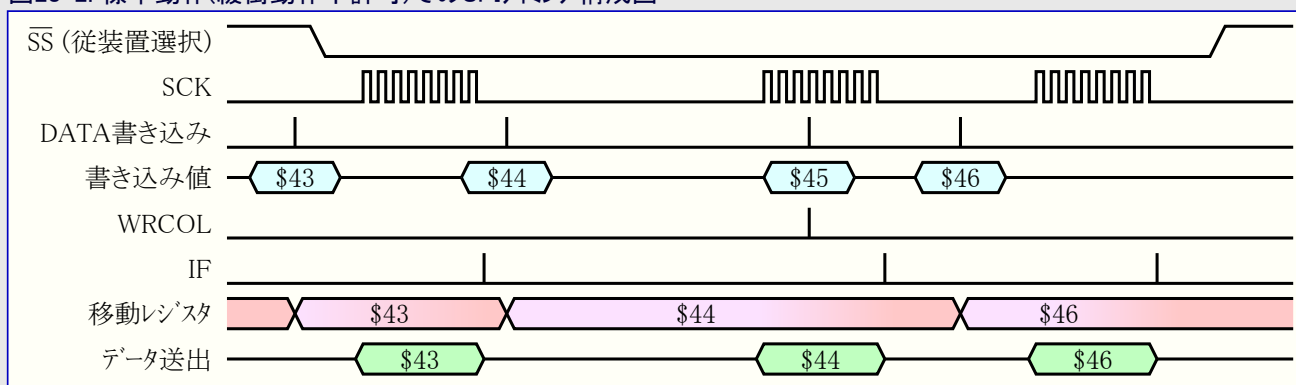 SS (従装置選択)
SCK
DATA書き込み
書き込み値 $43 $44 $45 $46
WRCOL
IF
移動ﾚｼﾞｽﾀ $43 $44 $46
ﾃﾞｰﾀ送出 $43 $44 $46